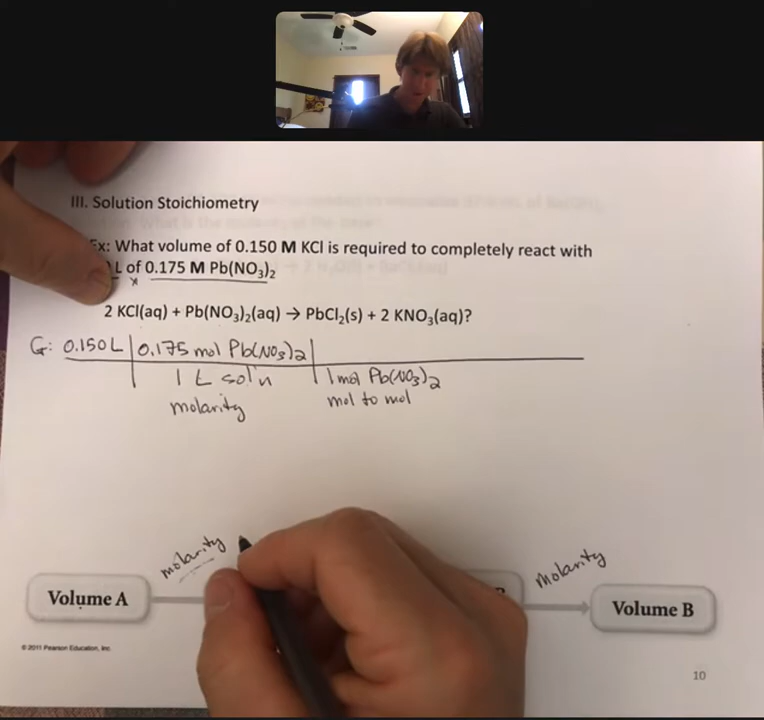 III. Solution Stoichiometry
Ex: What volume of 0.150 M KCl is required to completely react with
L of 0.175 M Pb(NO₃)₂
2 KCl(aq) + Pb(NO₃)₂(aq) → PbCl₂(s) + 2 KNO₃(aq)?
G: 0.150L 0.175 mol Pb(NO₃)₂
1 L sol'n 1 mol Pb(NO₃)₂
molarity mol to mol
molarity Molarity
Volume A Volume B
© 2011 Pearson Education, Inc.
10